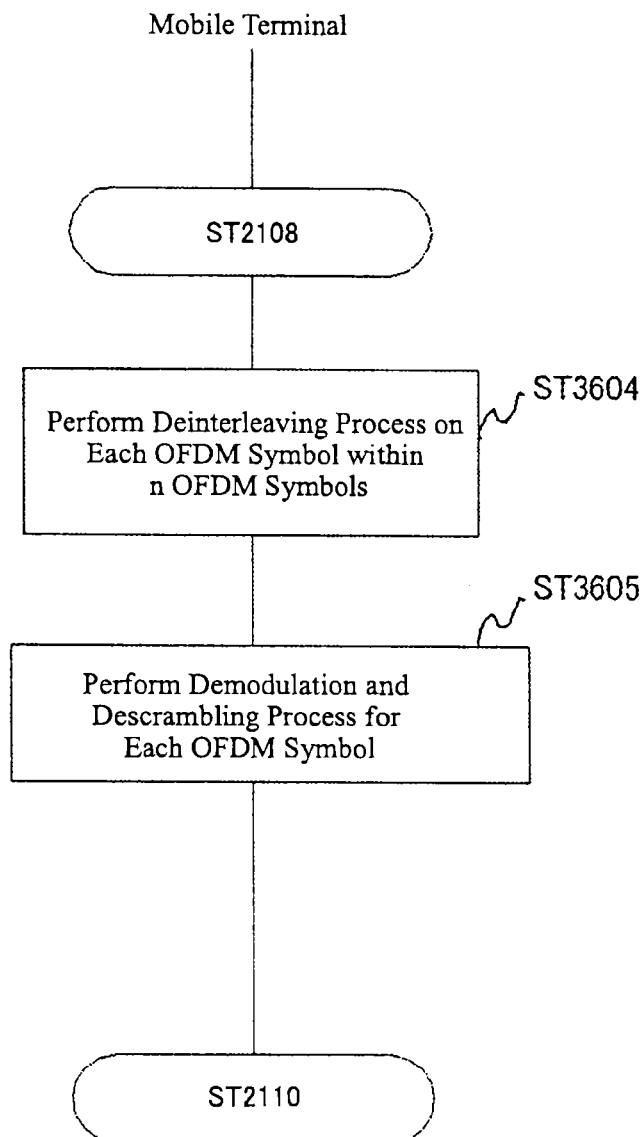 Mobile Terminal
ST2108
ST3604
Perform Deinterleaving Process on
Each OFDM Symbol within
n OFDM Symbols
ST3605
Perform Demodulation and
Descrambling Process for
Each OFDM Symbol
ST2110